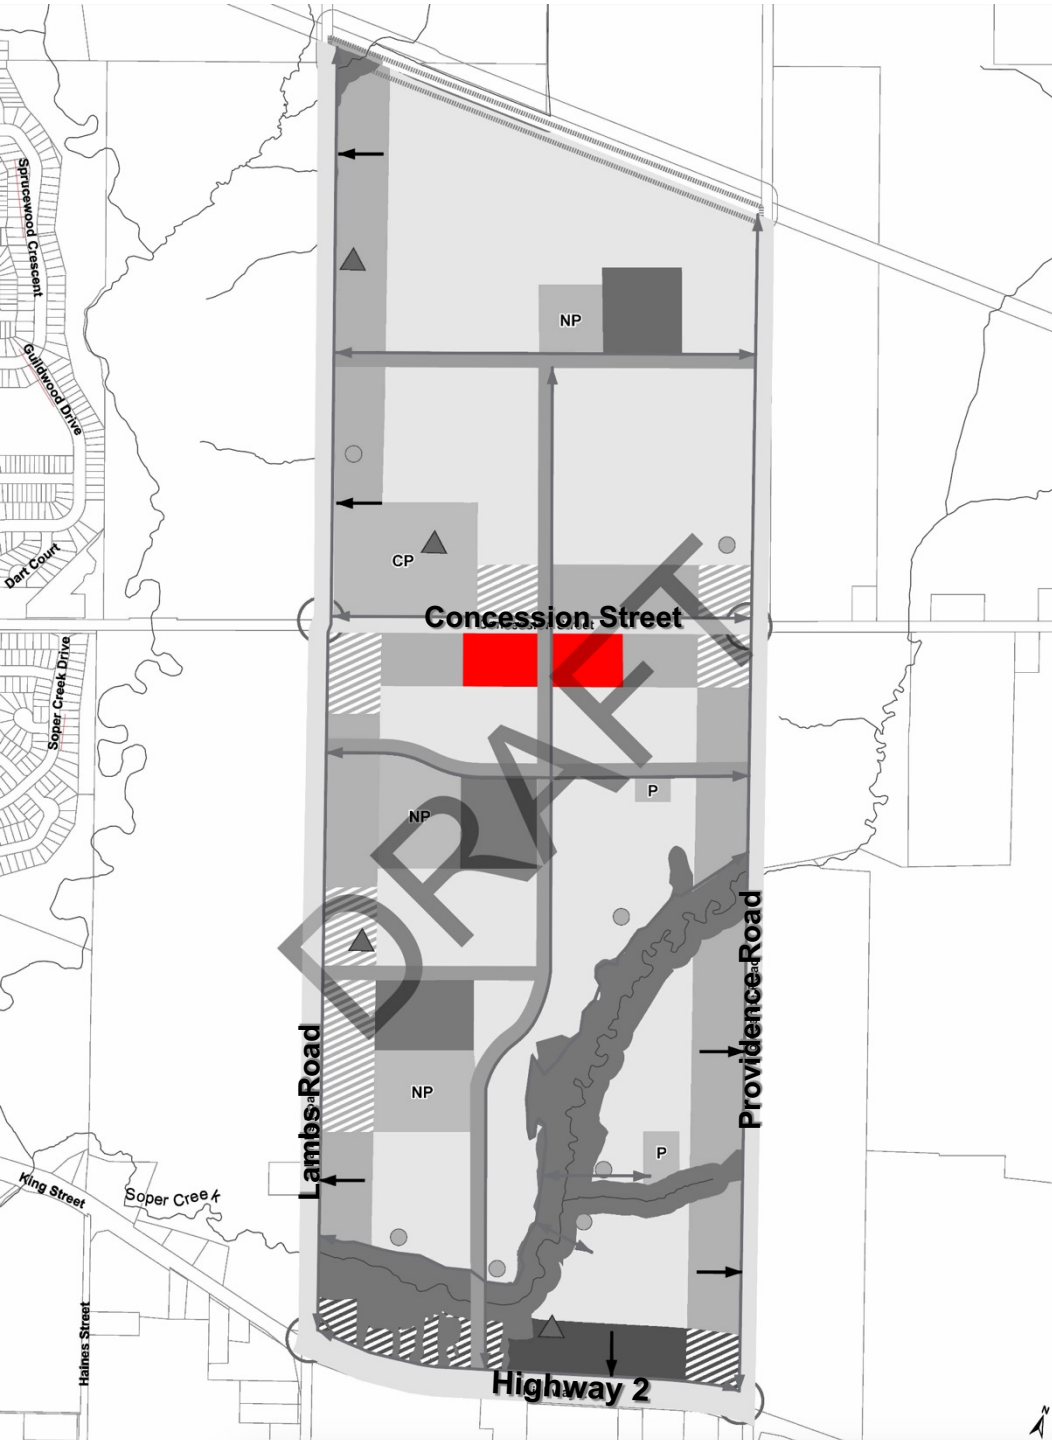 Sprucewood Crescent
Guildwood Drive
NP
Dart Court
CP
Concession Street
Soper Creek Drive
NP
P
DRAFT
Providence Road
Lambs Road
NP
P
King Street
Soper Creek
Haines Street
Highway 2
N